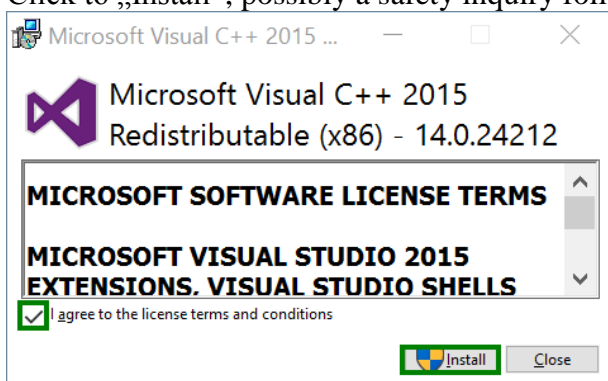 Click to „Install“, possibly a safety inquiry
Microsoft Visual C++ 2015 ...
Microsoft Visual C++ 2015
Redistributable (x86) - 14.0.24212
MICROSOFT SOFTWARE LICENSE TERMS
MICROSOFT VISUAL STUDIO 2015
EXTENSIONS, VISUAL STUDIO SHELLS
I agree to the license terms and conditions
Install Close